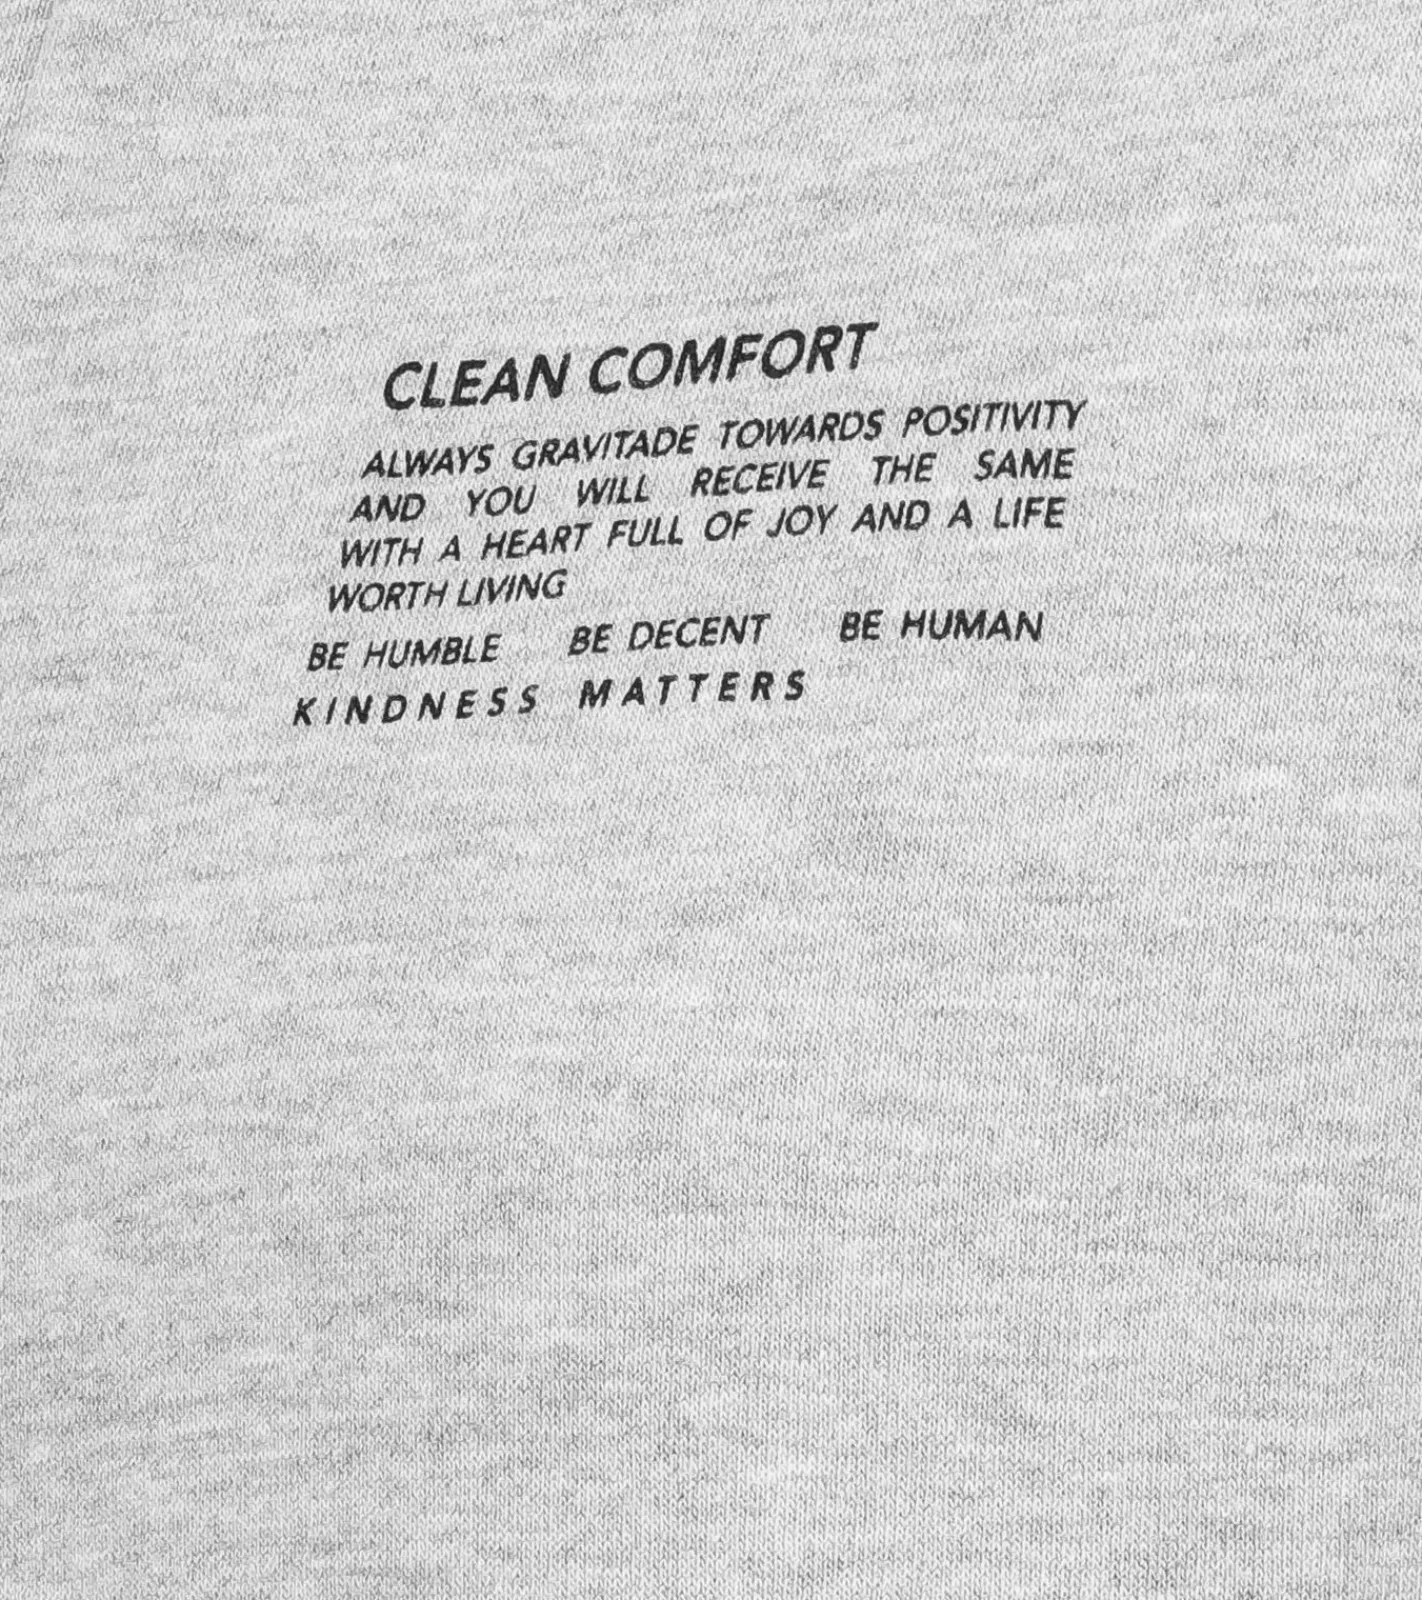 CLEAN COMFORT
ALWAYS GRAVITADE TOWARDS POSITIVITY
AND YOU WILL RECEIVE THE SAME
WITH A HEART FULL OF JOY AND A LIFE
WORTH LIVING
BE HUMBLE BE DECENT BE HUMAN
KINDNESS MATTERS